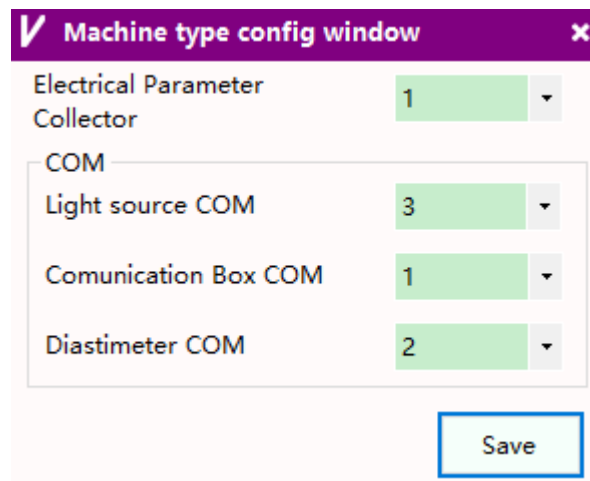 Machine type config window
Electrical Parameter
Collector
1
COM
Light source COM
3
Comunication Box COM
1
Diastimeter COM
2
Save